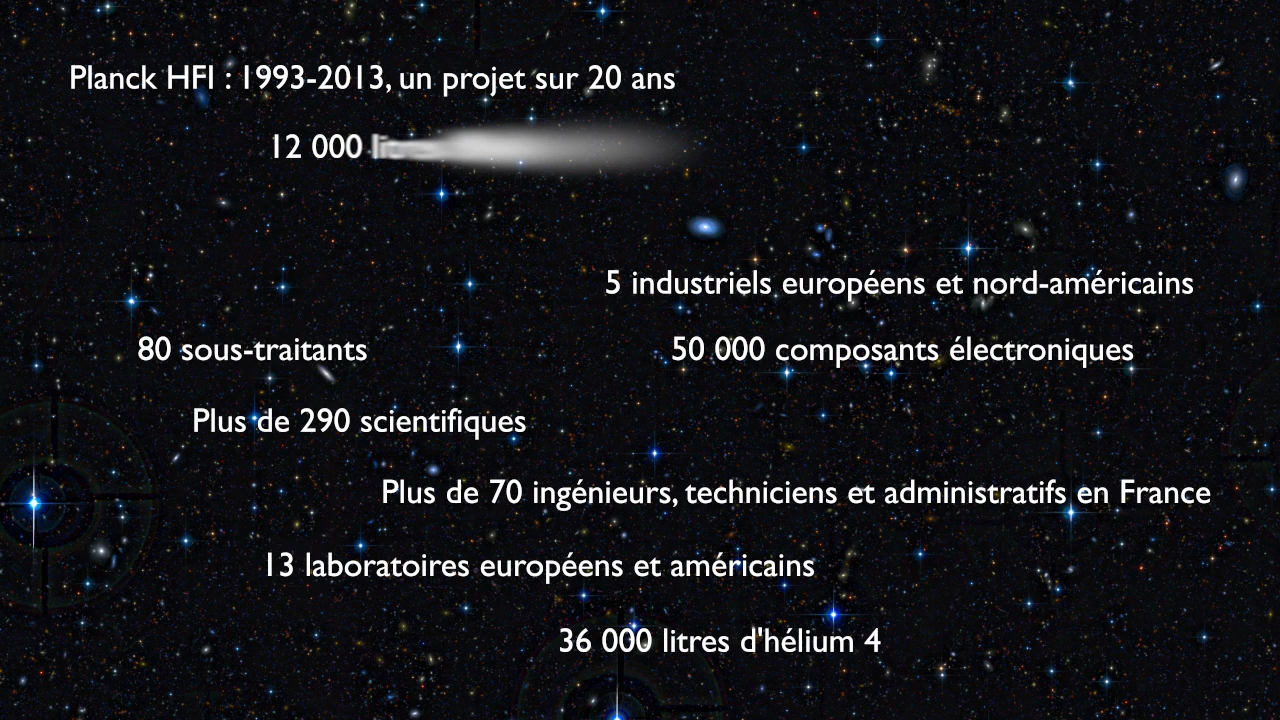 Planck HFI : 1993-2013, un projet sur 20 ans
12 000
5 industriels européens et nord-américains
80 sous-traitants
50 000 composants électroniques
Plus de 290 scientifiques
Plus de 70 ingénieurs, techniciens et administratifs en France
13 laboratoires européens et américains
36 000 litres d'hélium 4